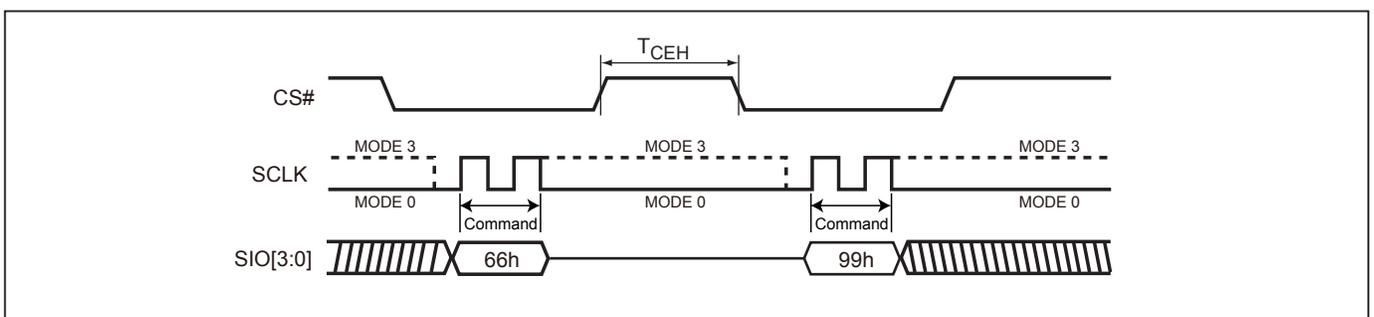 TCEH
CS#
MODE 3 MODE 3 MODE 3
SCLK
MODE 0 MODE 0 MODE 0
Command Command
SIO[3:0] 66h 99h